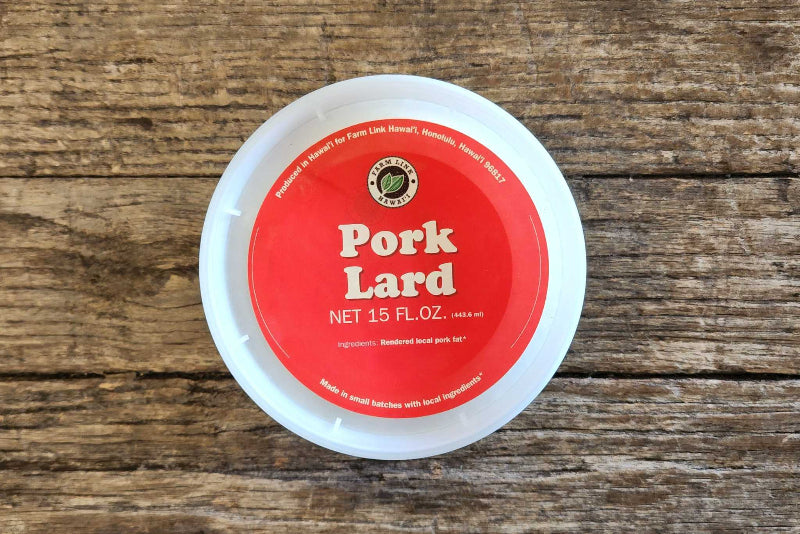 Produced in Hawai'i for Farm Link Hawai'i, Honolulu, Hawai'i 96817
FARM LINK
HAWAI'I
Pork
Lard
NET 15 FL.OZ. (443.6 ml)
Ingredients: Rendered local pork fat*
Made in small batches with local ingredients*